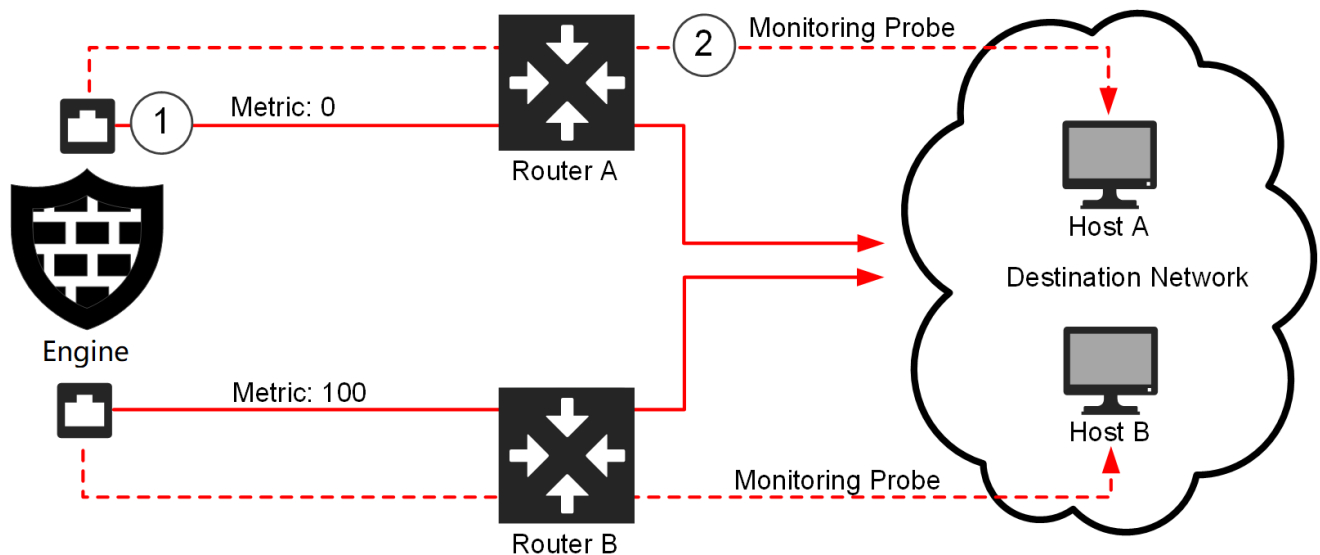 2
Monitoring Probe
1
Metric: 0
Router A
Host A
Destination Network
Engine
Metric: 100
Host B
Monitoring Probe
Router B